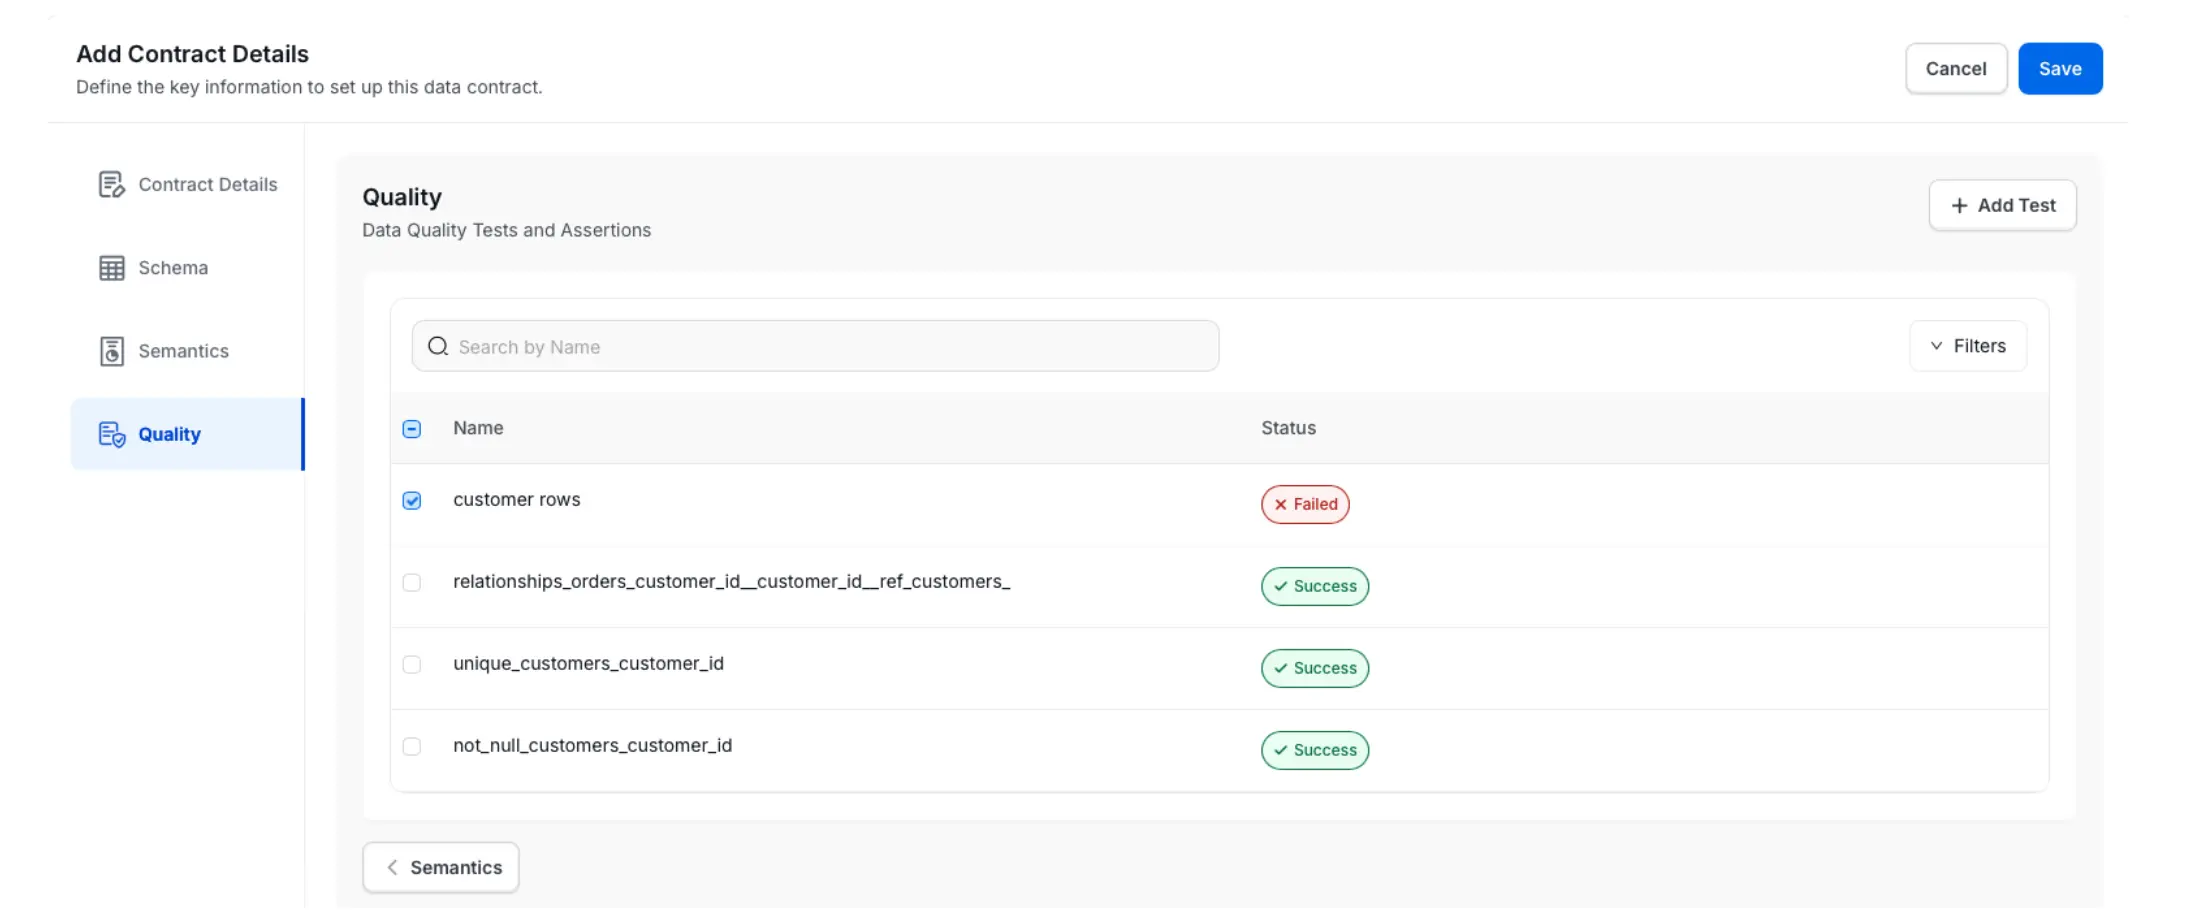 Add Contract Details
Define the key information to set up this data contract.
Cancel
Save
Contract Details
Schema
Semantics
Quality
Quality
Data Quality Tests and Assertions
+ Add Test
Search by Name
Filters
Name
Status
customer rows
Failed
relationships_orders_customer_id__customer_id__ref_customers_
Success
unique_customers_customer_id
Success
not_null_customers_customer_id
Success
Semantics